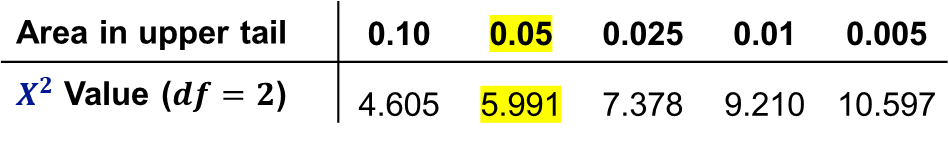 Area in upper tail 0.10 0.05 0.025 0.01 0.005
X² Value (df = 2) 4.605 5.991 7.378 9.210 10.597